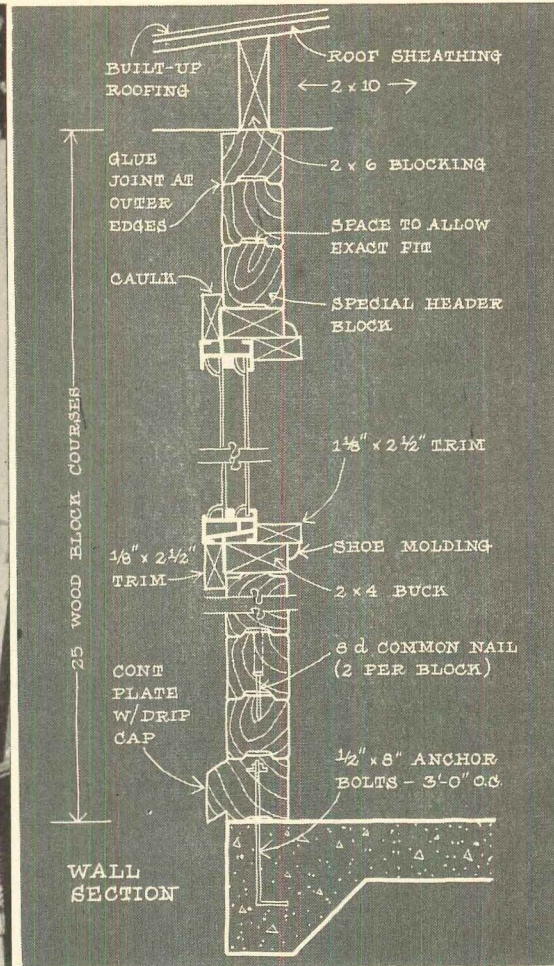 BUILT-UP
ROOFING
ROOF SHEATHING
2 x 10
GLUE
JOINT AT
OUTER
EDGES
2 x 6 BLOCKING
SPACE TO ALLOW
EXACT FIT
CAULK
SPECIAL HEADER
BLOCK
25 WOOD BLOCK COURSES
1⅛" x 2½" TRIM
SHOE MOLDING
⅛" x 2½"
TRIM
2 x 4 BUCK
8 d COMMON NAIL
(2 PER BLOCK)
CONT
PLATE
W/DRIP
CAP
½" x 8" ANCHOR
BOLTS - 3'-0" O.C.
WALL
SECTION